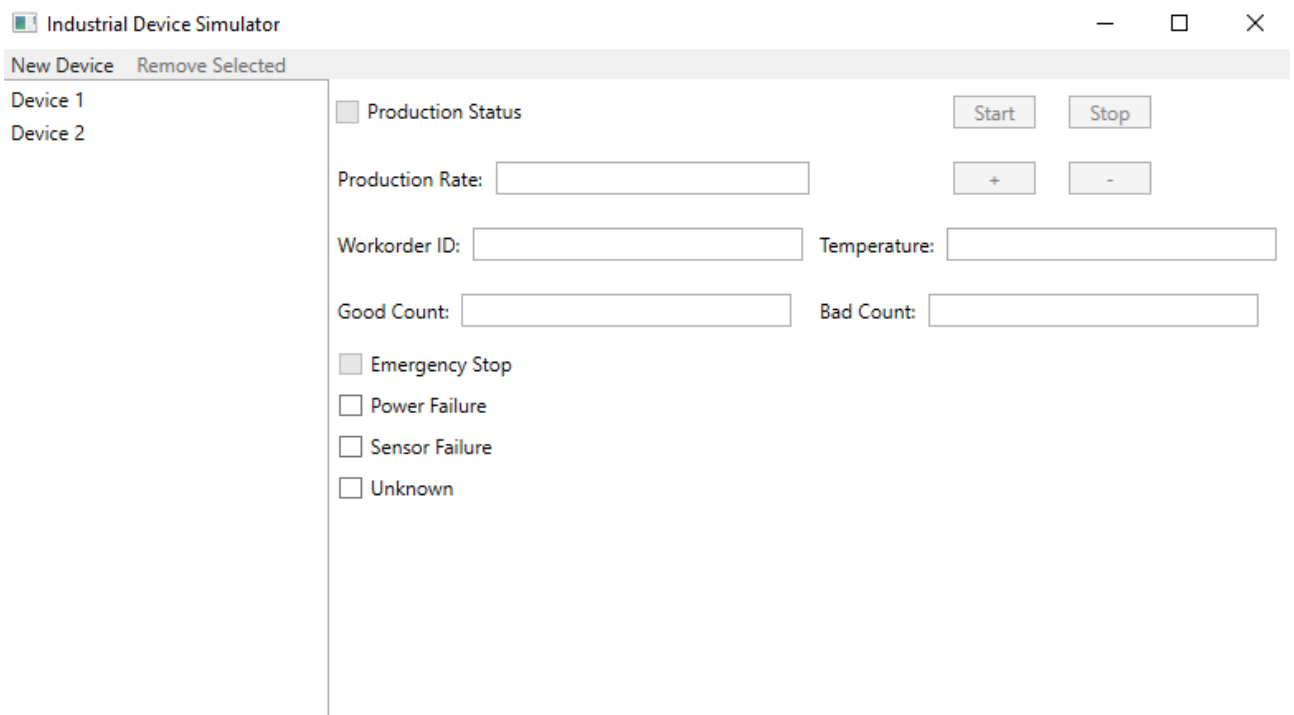 Industrial Device Simulator
New Device Remove Selected
Device 1
Device 2
Production Status Start Stop
Production Rate: + -
Workorder ID: Temperature:
Good Count: Bad Count:
Emergency Stop
Power Failure
Sensor Failure
Unknown